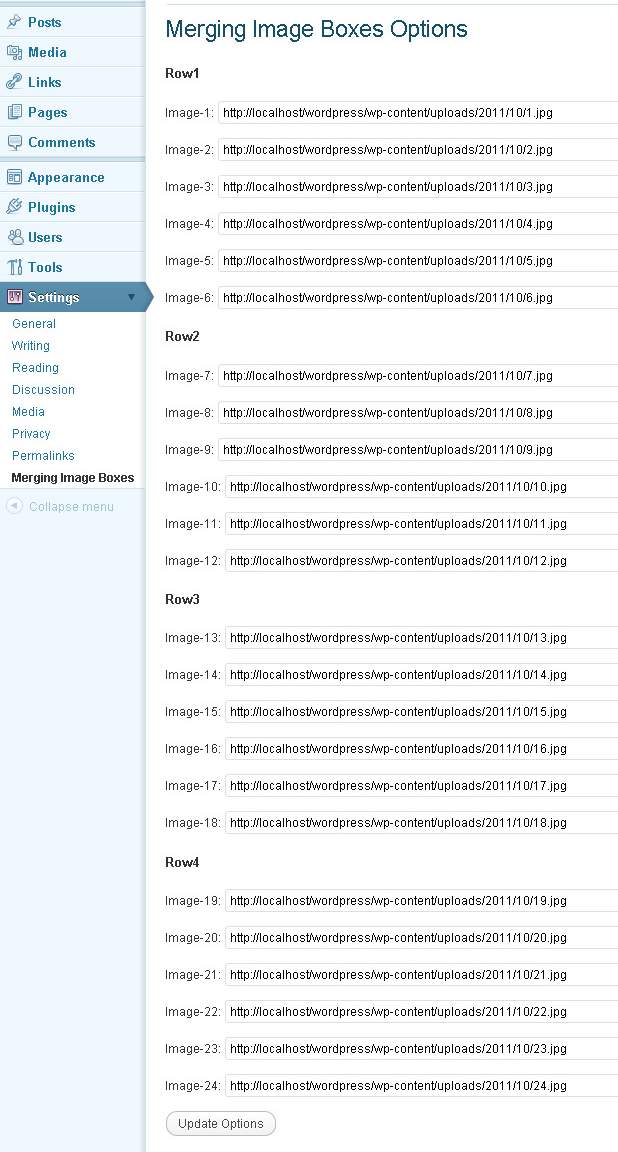 Posts
Media
Links
Pages
Comments
Appearance
Plugins
Users
Tools
Settings
General
Writing
Reading
Discussion
Media
Privacy
Permalinks
Merging Image Boxes
Collapse menu
Merging Image Boxes Options
Row1
Image-1: http://localhost/wordpress/wp-content/uploads/2011/10/1.jpg
Image-2: http://localhost/wordpress/wp-content/uploads/2011/10/2.jpg
Image-3: http://localhost/wordpress/wp-content/uploads/2011/10/3.jpg
Image-4: http://localhost/wordpress/wp-content/uploads/2011/10/4.jpg
Image-5: http://localhost/wordpress/wp-content/uploads/2011/10/5.jpg
Image-6: http://localhost/wordpress/wp-content/uploads/2011/10/6.jpg
Row2
Image-7: http://localhost/wordpress/wp-content/uploads/2011/10/7.jpg
Image-8: http://localhost/wordpress/wp-content/uploads/2011/10/8.jpg
Image-9: http://localhost/wordpress/wp-content/uploads/2011/10/9.jpg
Image-10: http://localhost/wordpress/wp-content/uploads/2011/10/10.jpg
Image-11: http://localhost/wordpress/wp-content/uploads/2011/10/11.jpg
Image-12: http://localhost/wordpress/wp-content/uploads/2011/10/12.jpg
Row3
Image-13: http://localhost/wordpress/wp-content/uploads/2011/10/13.jpg
Image-14: http://localhost/wordpress/wp-content/uploads/2011/10/14.jpg
Image-15: http://localhost/wordpress/wp-content/uploads/2011/10/15.jpg
Image-16: http://localhost/wordpress/wp-content/uploads/2011/10/16.jpg
Image-17: http://localhost/wordpress/wp-content/uploads/2011/10/17.jpg
Image-18: http://localhost/wordpress/wp-content/uploads/2011/10/18.jpg
Row4
Image-19: http://localhost/wordpress/wp-content/uploads/2011/10/19.jpg
Image-20: http://localhost/wordpress/wp-content/uploads/2011/10/20.jpg
Image-21: http://localhost/wordpress/wp-content/uploads/2011/10/21.jpg
Image-22: http://localhost/wordpress/wp-content/uploads/2011/10/22.jpg
Image-23: http://localhost/wordpress/wp-content/uploads/2011/10/23.jpg
Image-24: http://localhost/wordpress/wp-content/uploads/2011/10/24.jpg
Update Options